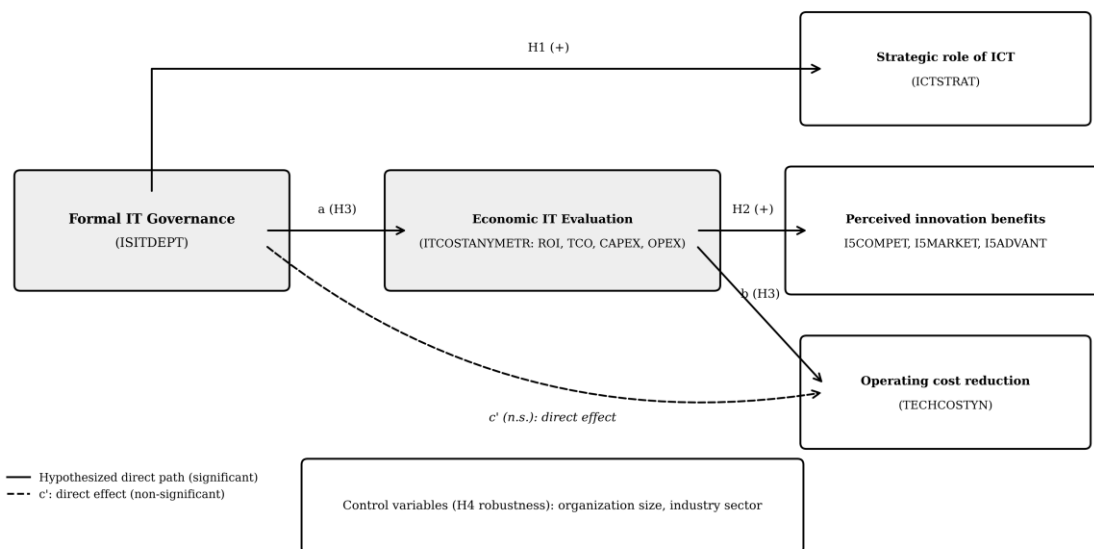 H1 (+)
Strategic role of ICT
(ICTSTRAT)
Formal IT Governance
(ISITDEPT)
a (H3)
Economic IT Evaluation
(ITCOSTANYMETR: ROI, TCO, CAPEX, OPEX)
H2 (+)
Perceived innovation benefits
I5COMPET, I5MARKET, I5ADVANT
b (H3)
Operating cost reduction
(TECHCOSTYN)
c' (n.s.): direct effect
Hypothesized direct path (significant)
c': direct effect (non-significant)
Control variables (H4 robustness): organization size, industry sector